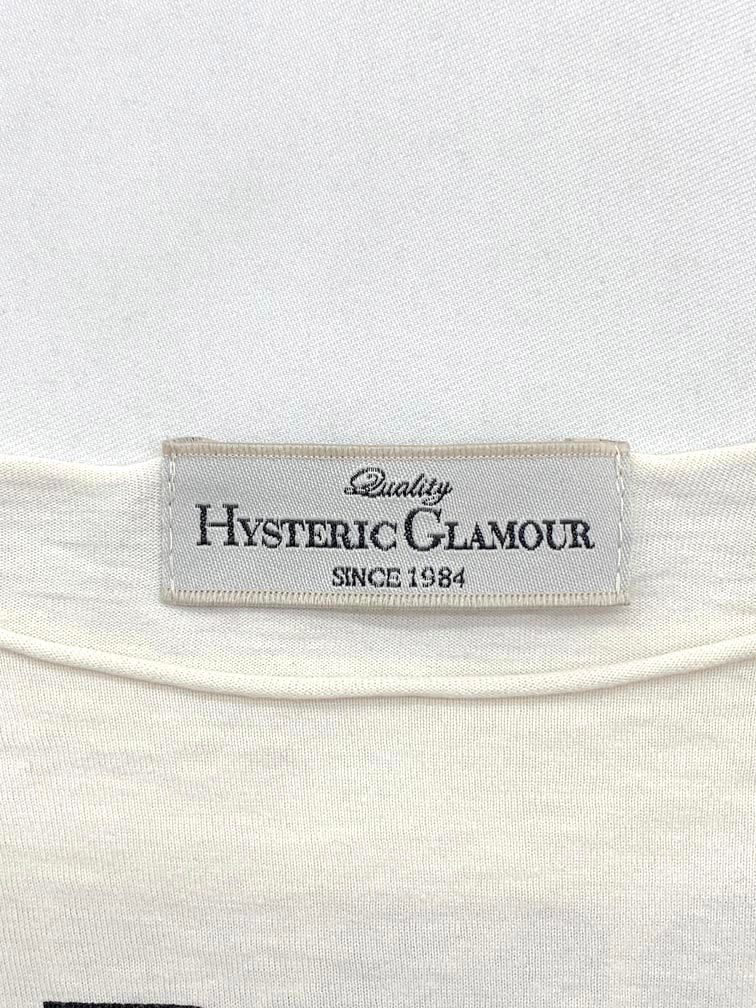 Quality
HYSTERIC GLAMOUR
SINCE 1984